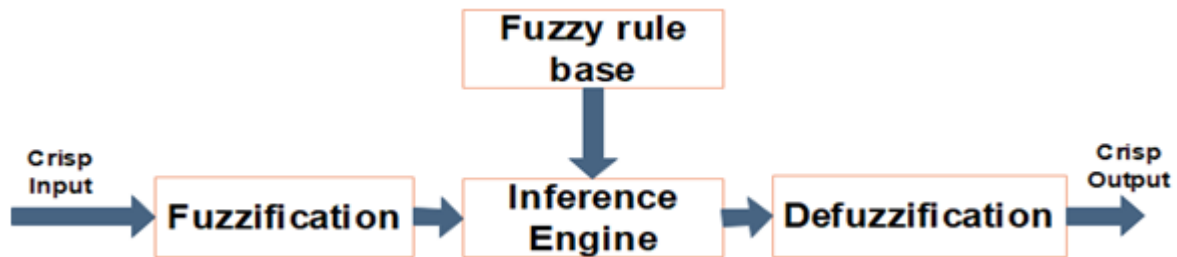 Fuzzy rule
base
Crisp
Input
Fuzzification
Inference
Engine
Defuzzification
Crisp
Output